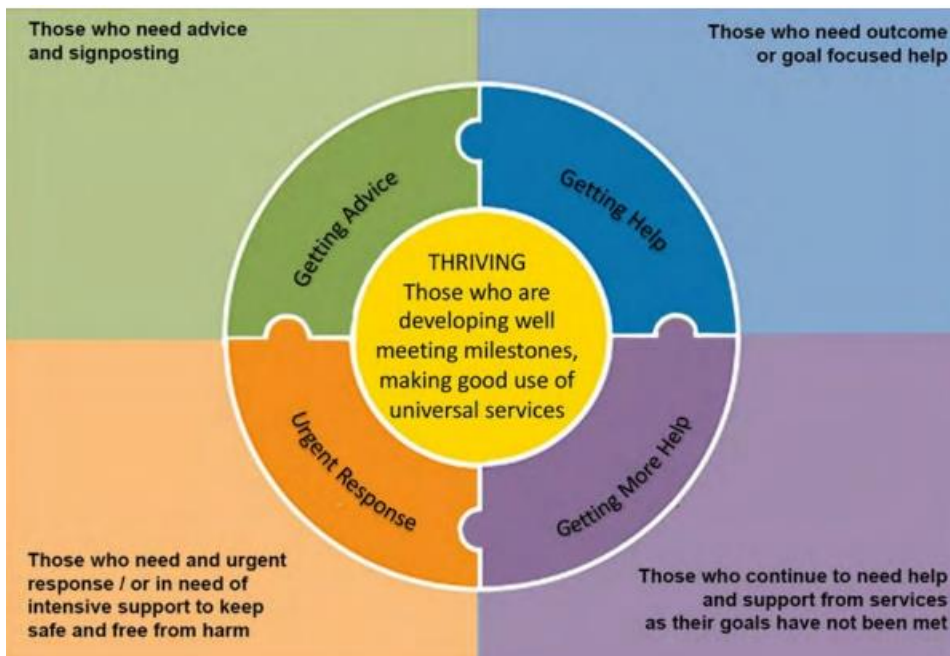 Those who need advice
and signposting
Those who need outcome
or goal focused help
Getting Advice
Getting Help
THRIVING
Those who are
developing well
meeting milestones,
making good use of
universal services
Urgent Response
Getting More Help
Those who need and urgent
response / or in need of
intensive support to keep
safe and free from harm
Those who continue to need help
and support from services
as their goals have not been met